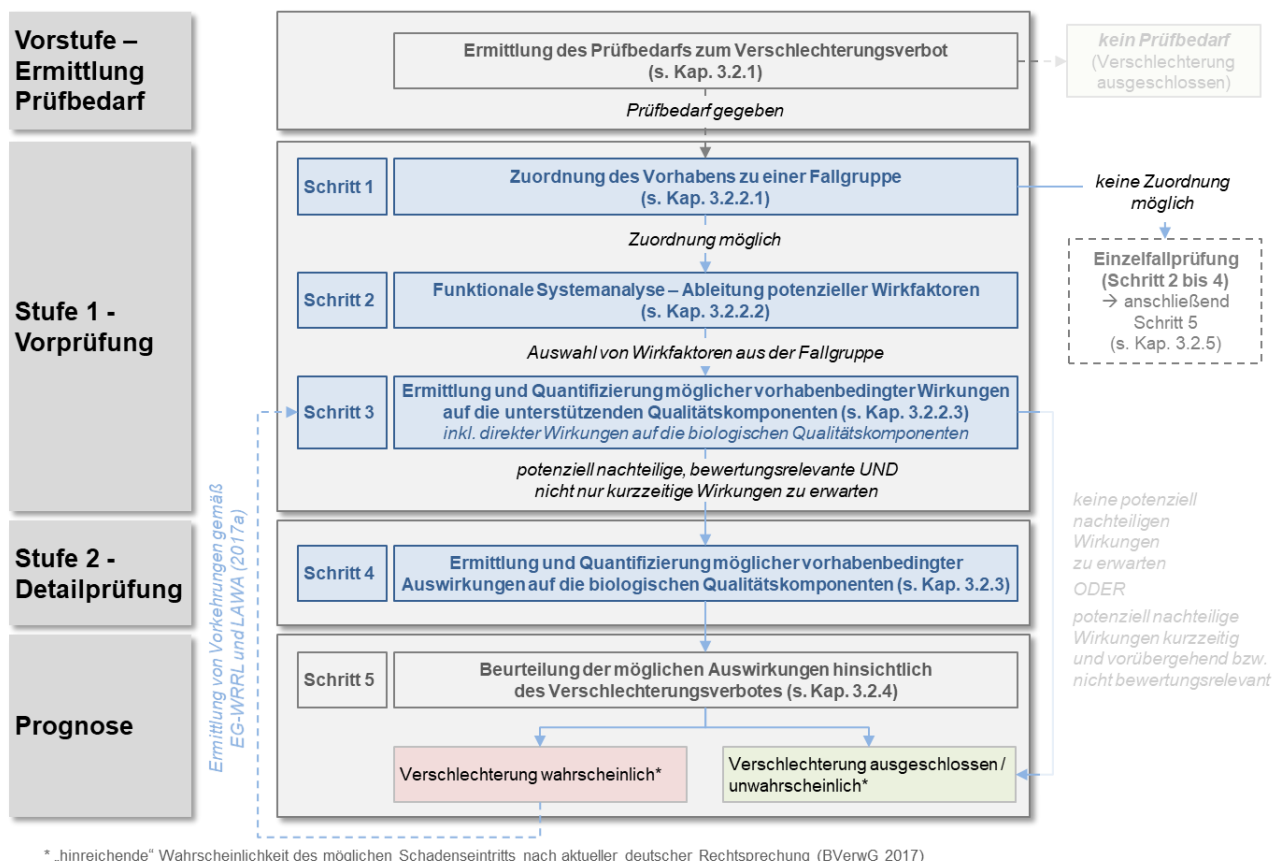 Vorstufe –
Ermittlung
Prüfbedarf
Ermittlung des Prüfbedarfs zum Verschlechterungsverbot
(s. Kap. 3.2.1)
kein Prüfbedarf
(Verschlechterung
ausgeschlossen)
Prüfbedarf gegeben
Stufe 1 -
Vorprüfung
Schritt 1
Zuordnung des Vorhabens zu einer Fallgruppe
(s. Kap. 3.2.2.1)
keine Zuordnung
möglich
Zuordnung möglich
Einzelfallprüfung
(Schritt 2 bis 4)
→ anschließend
Schritt 5
(s. Kap. 3.2.5)
Schritt 2
Funktionale Systemanalyse – Ableitung potenzieller Wirkfaktoren
(s. Kap. 3.2.2.2)
Auswahl von Wirkfaktoren aus der Fallgruppe
Schritt 3
Ermittlung und Quantifizierung möglicher vorhabenbedingter Wirkungen
auf die unterstützenden Qualitätskomponenten (s. Kap. 3.2.2.3)
inkl. direkter Wirkungen auf die biologischen Qualitätskomponenten
potenziell nachteilige, bewertungsrelevante UND
nicht nur kurzzeitige Wirkungen zu erwarten
keine potenziell
nachteiligen
Wirkungen
zu erwarten
ODER
potenziell nachteilige
Wirkungen kurzzeitig
und vorübergehend bzw.
nicht bewertungsrelevant
Ermittlung von Vorkehrungen gemäß
EG-WRRL und LAWA (2017a)
Stufe 2 -
Detailprüfung
Schritt 4
Ermittlung und Quantifizierung möglicher vorhabenbedingter
Auswirkungen auf die biologischen Qualitätskomponenten (s. Kap. 3.2.3)
Prognose
Schritt 5
Beurteilung der möglichen Auswirkungen hinsichtlich
des Verschlechterungsverbotes (s. Kap. 3.2.4)
Verschlechterung wahrscheinlich*
Verschlechterung ausgeschlossen /
unwahrscheinlich*
* „hinreichende“ Wahrscheinlichkeit des möglichen Schadenseintritts nach aktueller deutscher Rechtsprechung (BVerwG 2017)